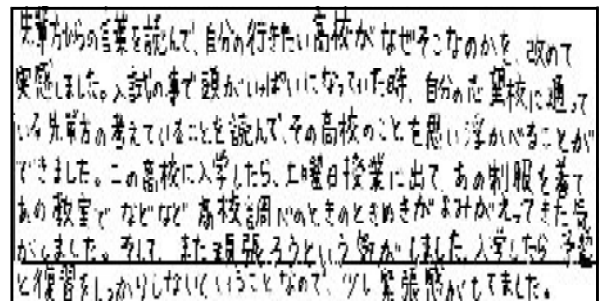 先輩方からの言葉を読んで、自分の行きたい高校がなぜそこなのかを、改めて
実感しました。入試の事で頭がいっぱいになっていた時、自分の志望校に通って
いる先輩方の考えていることを読んで、その高校のことを思い浮かべることが
できました。この高校に入学したら、土曜日授業に出て、あの制服を着て
あの教室で などなど 高校調べのときのときめきがよみがえってきた気
がしました。そして、また頑張ろうという気がしました。入学したら 予習
と復習をしっかりしないということなので、少し緊張感がもてました。